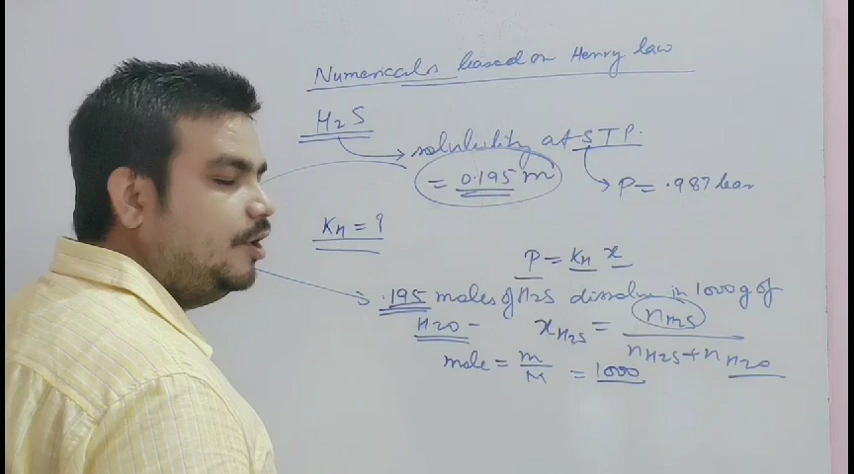 Numericals based on Henry law
H2S
solubility at STP.
= 0.195 m
P = .987 bar
KH = ?
P = KH x
.195 moles of H2S dissolve in 1000g of
H2O -
xH2S = nH2S / nH2S + nH2O
mole = m/M = 1000